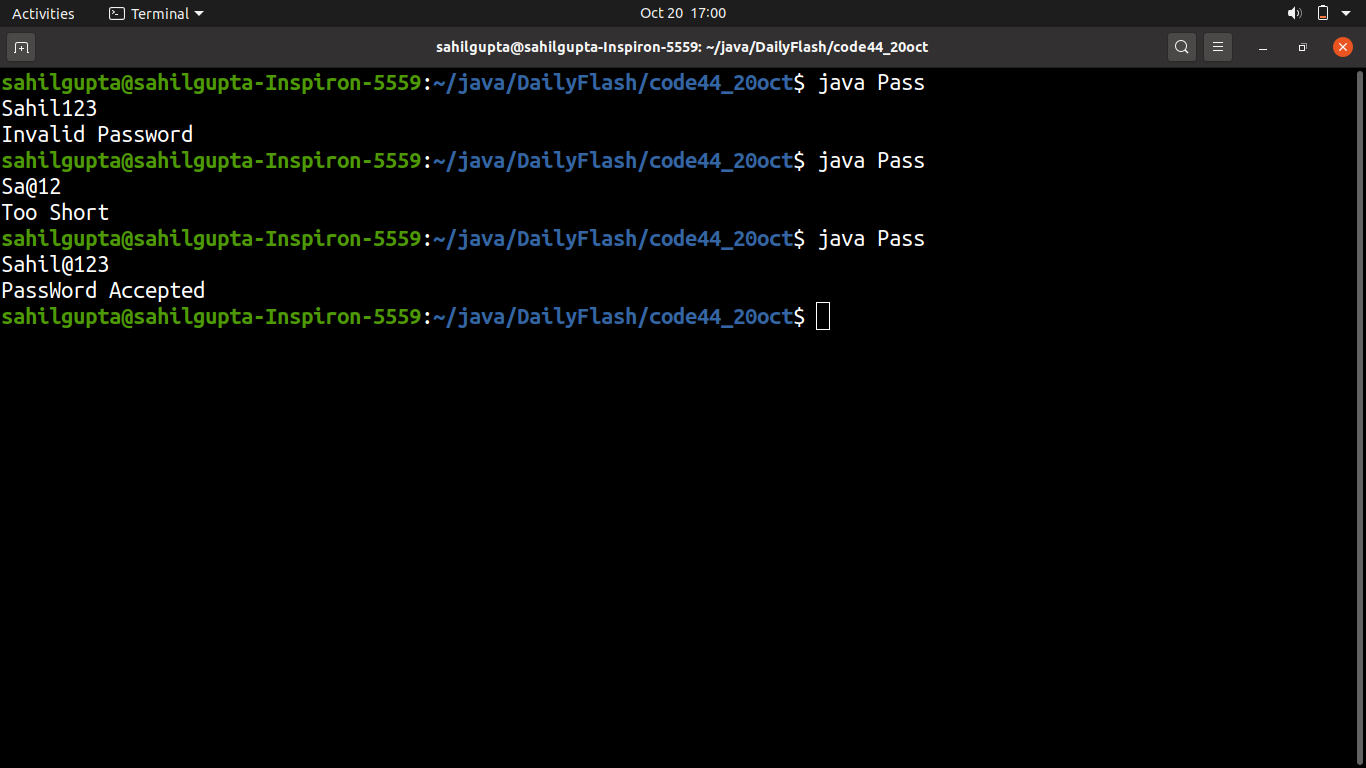 Activities Terminal Oct 20 17:00
sahilgupta@sahilgupta-Inspiron-5559: ~/java/DailyFlash/code44_20oct
sahilgupta@sahilgupta-Inspiron-5559:~/java/DailyFlash/code44_20oct$ java Pass
Sahil123
Invalid Password
sahilgupta@sahilgupta-Inspiron-5559:~/java/DailyFlash/code44_20oct$ java Pass
Sa@12
Too Short
sahilgupta@sahilgupta-Inspiron-5559:~/java/DailyFlash/code44_20oct$ java Pass
Sahil@123
PassWord Accepted
sahilgupta@sahilgupta-Inspiron-5559:~/java/DailyFlash/code44_20oct$